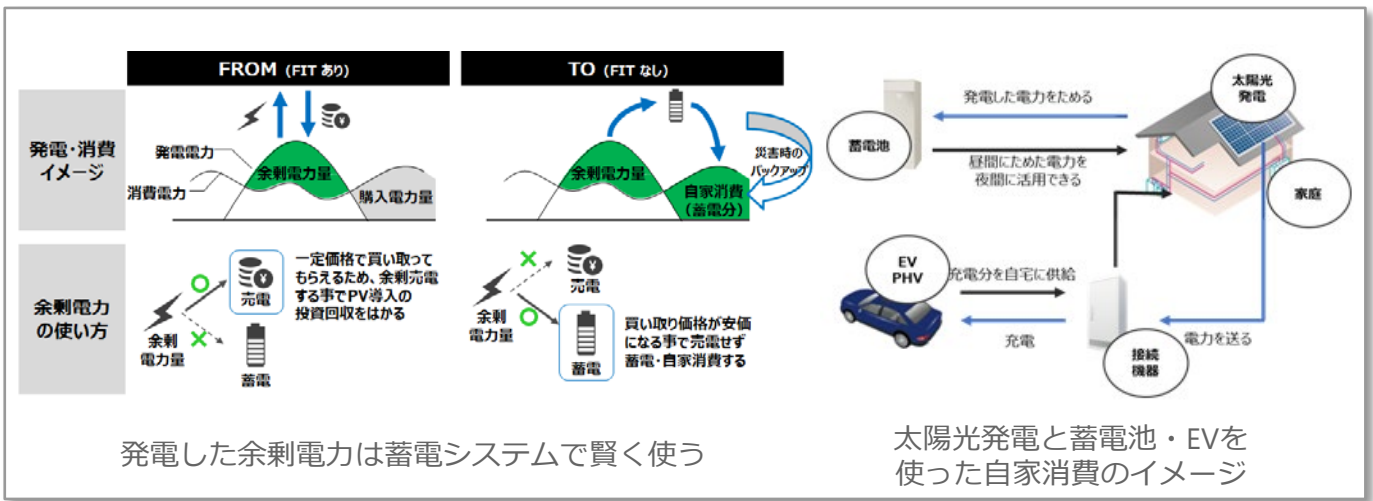 FROM (FIT あり)
TO (FIT なし)
発電・消費
イメージ
発電電力
消費電力
余剰電力量
購入電力量
余剰電力量
自家消費
(蓄電分)
災害時の
バックアップ
余剰電力
の使い方
余剰
電力量
売電
蓄電
一定価格で買い取って
もらえるため、余剰売電
する事でPV導入の
投資回収をはかる
余剰
電力量
売電
蓄電
買い取り価格が安価
になる事で売電せず
蓄電・自家消費する
発電した余剰電力は蓄電システムで賢く使う
太陽光
発電
発電した電力をためる
蓄電池
昼間にためた電力を
夜間に活用できる
家庭
EV
PHV
充電分を自宅に供給
充電
接続
機器
電力を送る
太陽光発電と蓄電池・EVを
使った自家消費のイメージ